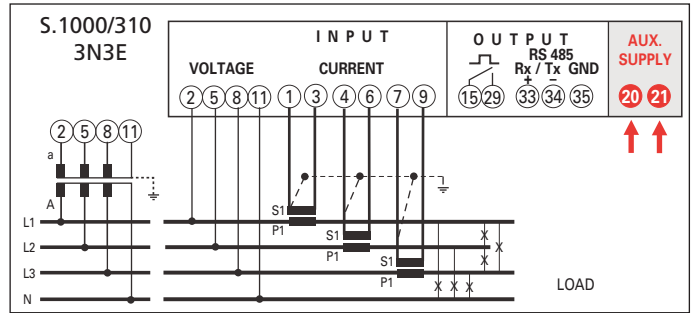 S.1000/310
3N3E
INPUT
OUTPUT
AUX.
SUPPLY
VOLTAGE
CURRENT
RS 485
Rx / Tx GND
+ −
2 5 8 11 1 3 4 6 7 9 15 29 33 34 35 20 21
2 5 8 11
a
A
S1
P1
S1
P1
S1
P1
L1
L2
L3
N
X
X
X
X X X
LOAD